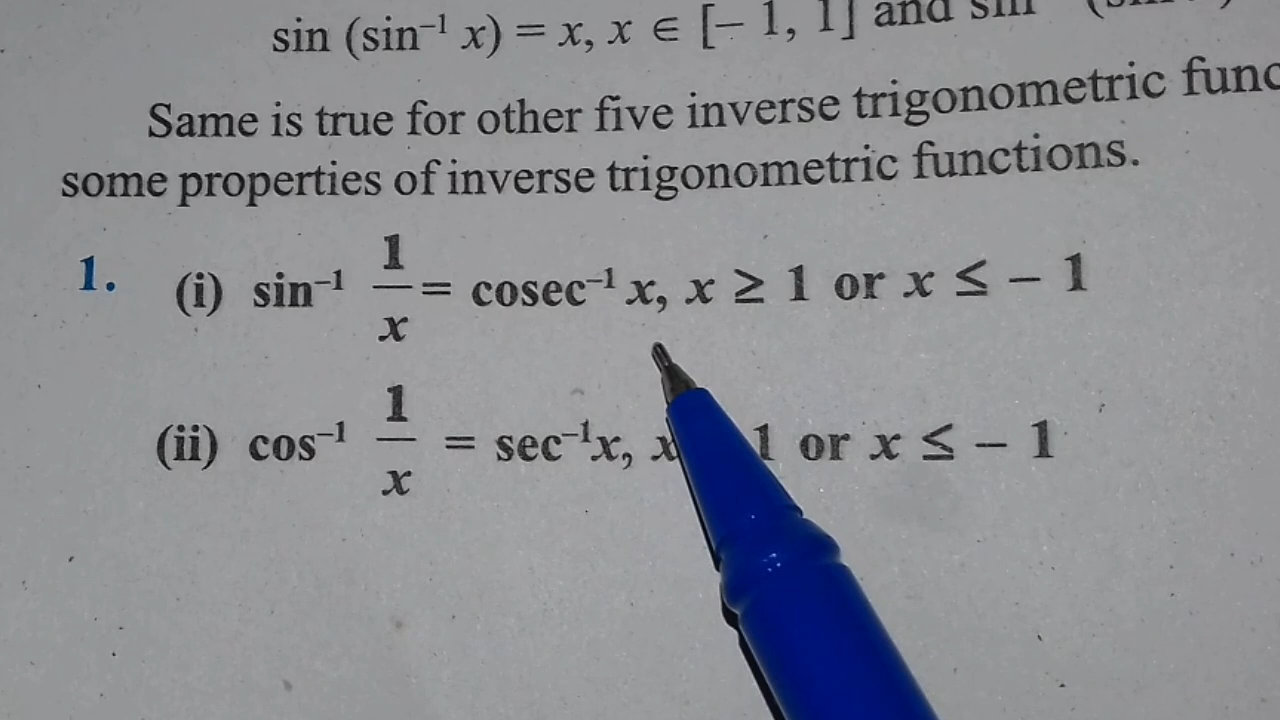 sin (sin⁻¹ x) = x, x ∈ [– 1, 1] and
Same is true for other five inverse trigonometric
some properties of inverse trigonometric functions.
1. (i) sin⁻¹ 1/x = cosec⁻¹ x, x ≥ 1 or x ≤ – 1
(ii) cos⁻¹ 1/x = sec⁻¹x, x 1 or x ≤ – 1